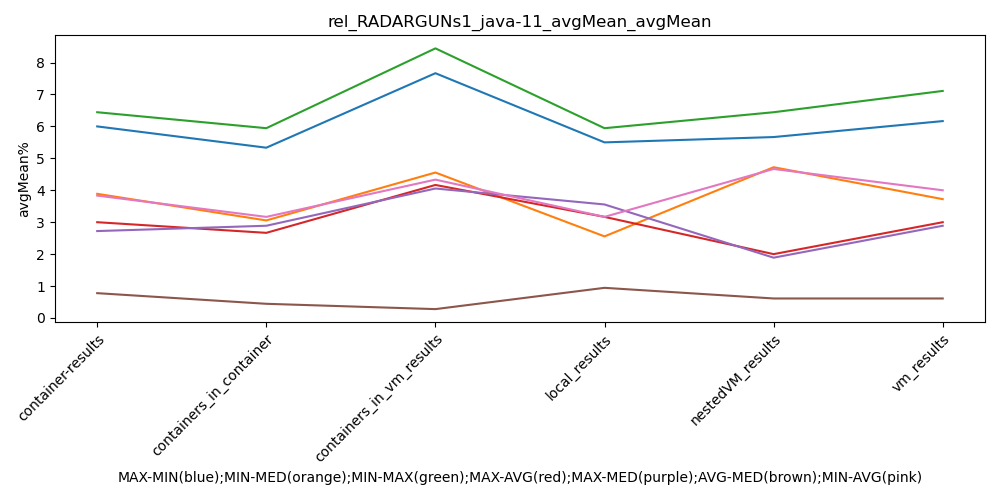 rel_RADARGUNs1_java-11_avgMean_avgMean
avgMean%
8
7
6
5
4
3
2
1
0
container-results
containers_in_container
containers_in_vm_results
local_results
nestedVM_results
vm_results
MAX-MIN(blue);MIN-MED(orange);MIN-MAX(green);MAX-AVG(red);MAX-MED(purple);AVG-MED(brown);MIN-AVG(pink)